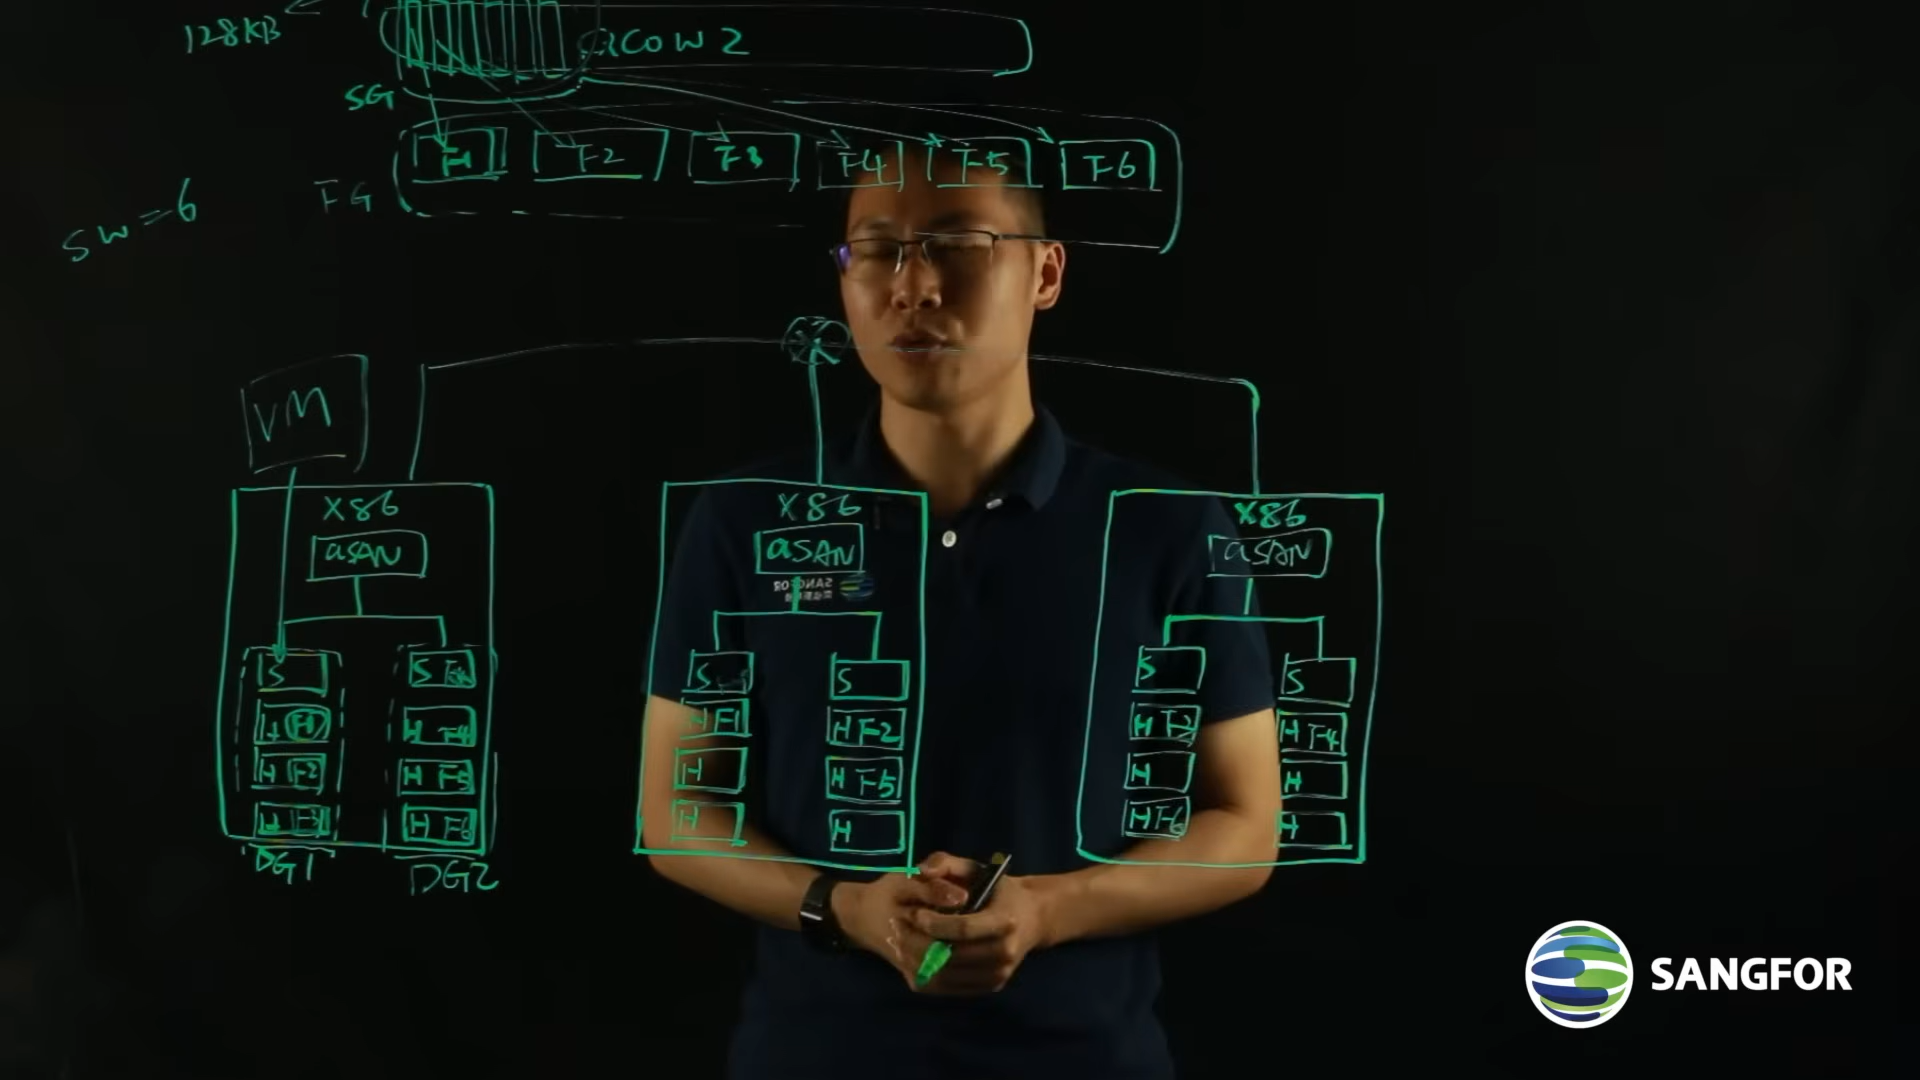 128KB
QCOW2
SG
F1 F2 F3 F4 F5 F6
FG
SW=6
VM
X86 X86 X86
aSAN aSAN aSAN
SANGFOR
S S S S S
H F1 H F4 H F1 H F2 H F3 H F4
H F2 H F5 H H F5 H H
H F3 H F6 H H H F6 H
DG1 DG2
SANGFOR